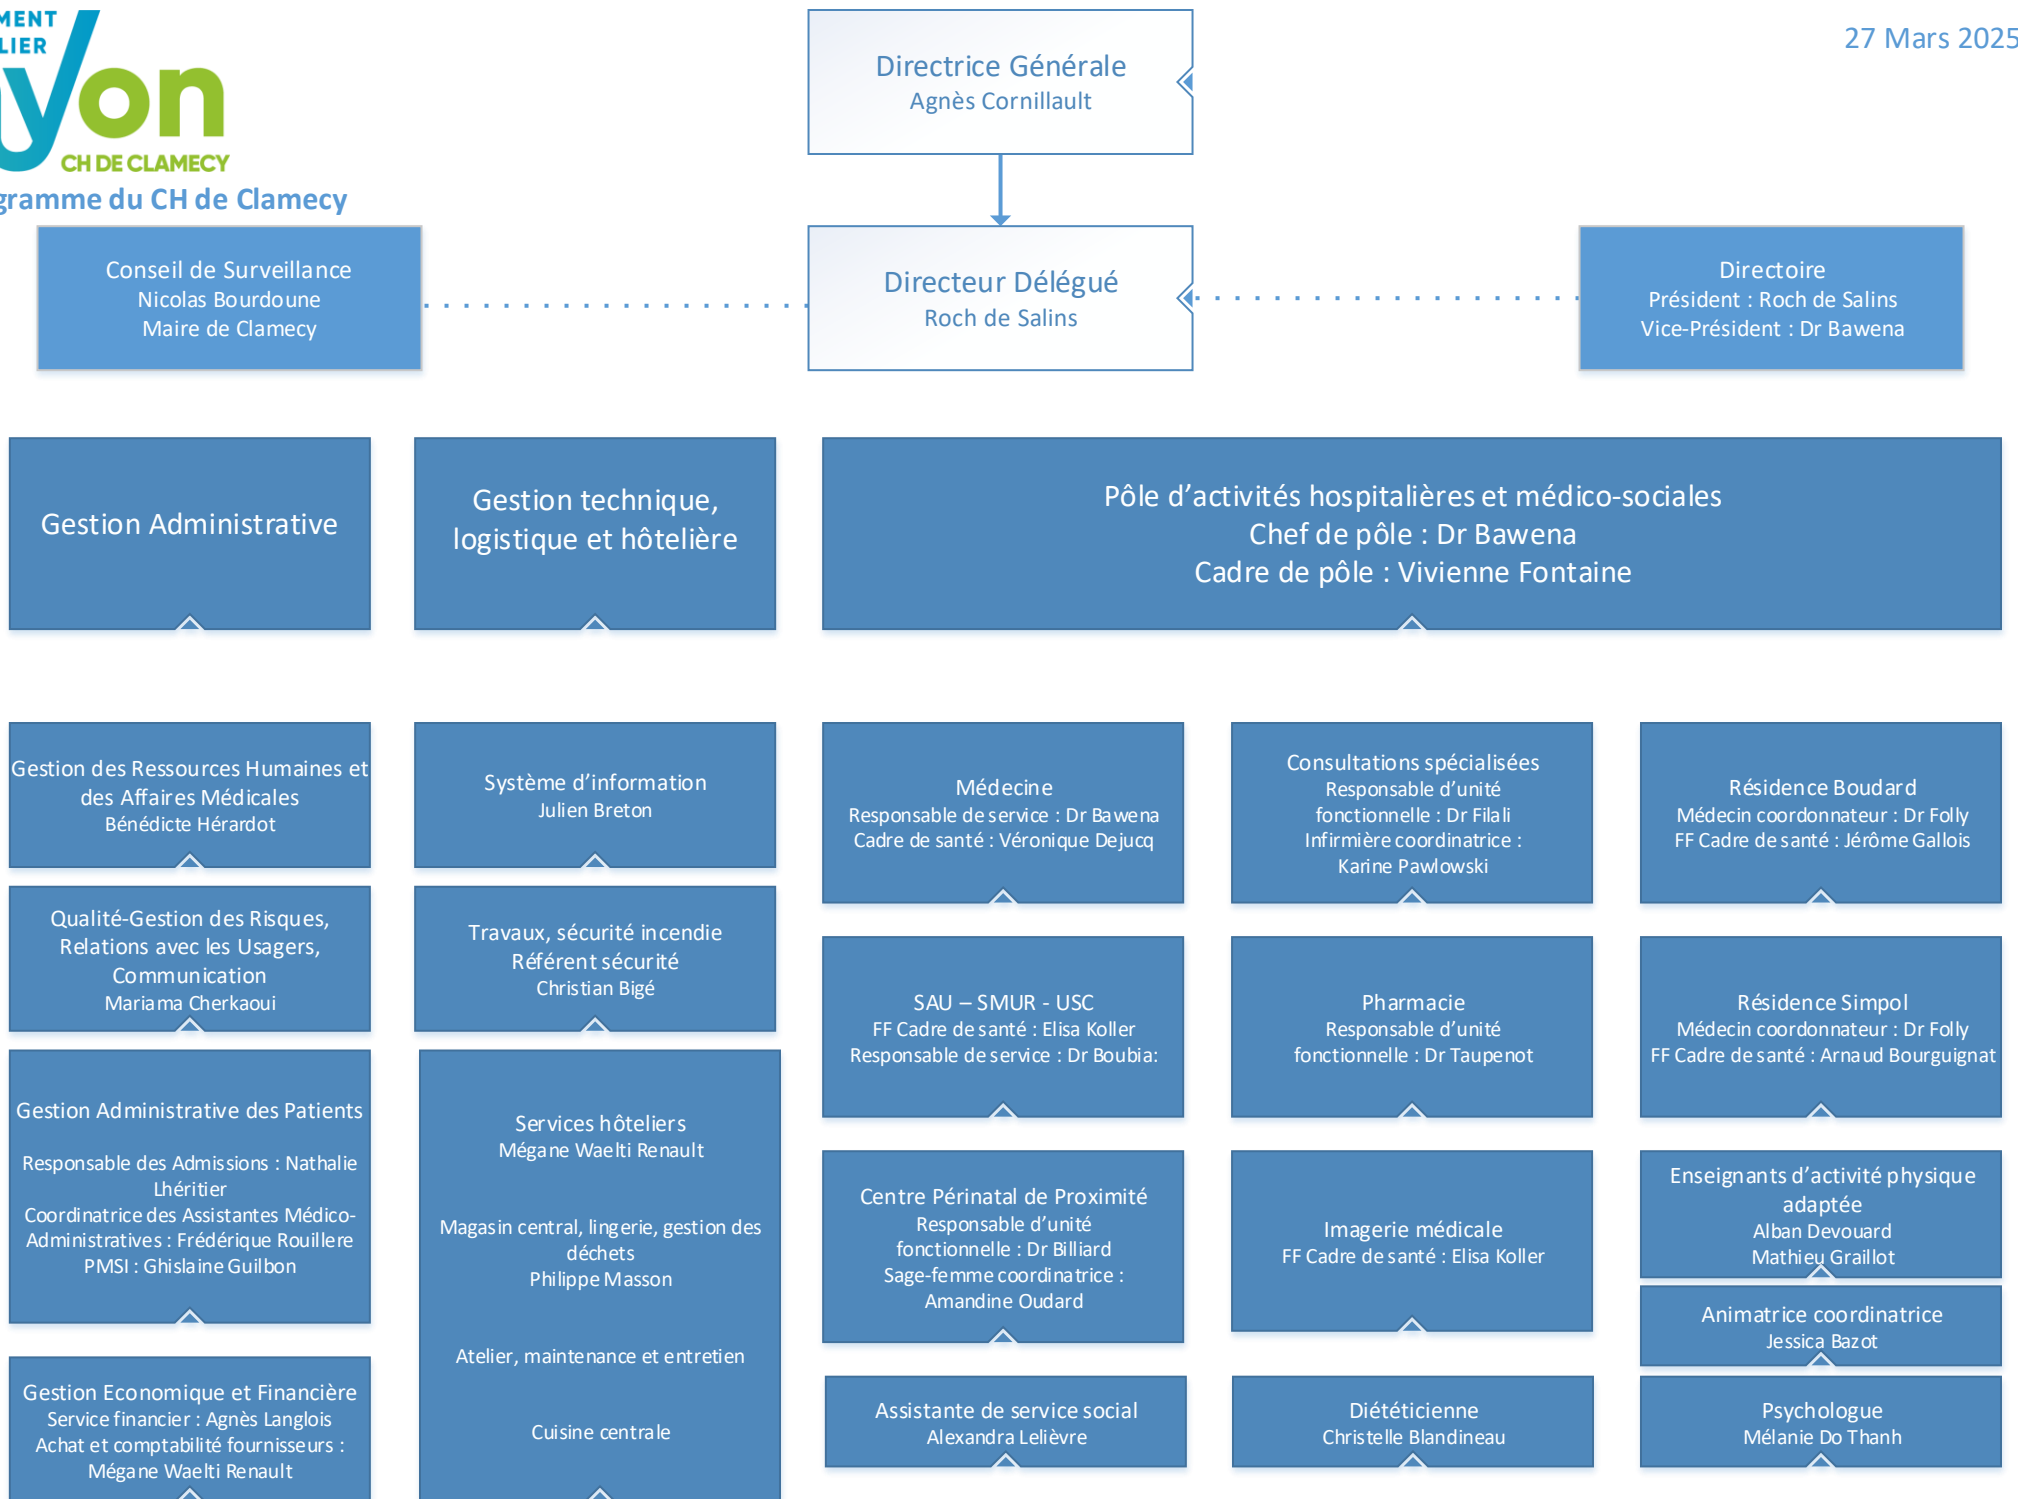 MENT
LIER
yon
CH DE CLAMECY
gramme du CH de Clamecy
27 Mars 2025
Directrice Générale
Agnès Cornillault
Conseil de Surveillance
Nicolas Bourdoune
Maire de Clamecy
Directeur Délégué
Roch de Salins
Directoire
Président : Roch de Salins
Vice-Président : Dr Bawena
Gestion Administrative
Gestion technique,
logistique et hôtelière
Pôle d’activités hospitalières et médico-sociales
Chef de pôle : Dr Bawena
Cadre de pôle : Vivienne Fontaine
Gestion des Ressources Humaines et
des Affaires Médicales
Bénédicte Hérardot
Qualité-Gestion des Risques,
Relations avec les Usagers,
Communication
Mariama Cherkaoui
Gestion Administrative des Patients
Responsable des Admissions : Nathalie
Lhéritier
Coordinatrice des Assistantes Médico-
Administratives : Frédérique Rouillere
PMSI : Ghislaine Guilbon
Gestion Economique et Financière
Service financier : Agnès Langlois
Achat et comptabilité fournisseurs :
Mégane Waelti Renault
Système d’information
Julien Breton
Travaux, sécurité incendie
Référent sécurité
Christian Bigé
Services hôteliers
Mégane Waelti Renault
Magasin central, lingerie, gestion des
déchets
Philippe Masson
Atelier, maintenance et entretien
Cuisine centrale
Médecine
Responsable de service : Dr Bawena
Cadre de santé : Véronique Dejucq
SAU – SMUR - USC
FF Cadre de santé : Elisa Koller
Responsable de service : Dr Boubia:
Centre Périnatal de Proximité
Responsable d’unité
fonctionnelle : Dr Billiard
Sage-femme coordinatrice :
Amandine Oudard
Assistante de service social
Alexandra Lelièvre
Consultations spécialisées
Responsable d’unité
fonctionnelle : Dr Filali
Infirmière coordinatrice :
Karine Pawlowski
Pharmacie
Responsable d’unité
fonctionnelle : Dr Taupenot
Imagerie médicale
FF Cadre de santé : Elisa Koller
Diététicienne
Christelle Blandineau
Résidence Boudard
Médecin coordonnateur : Dr Folly
FF Cadre de santé : Jérôme Gallois
Résidence Simpol
Médecin coordonnateur : Dr Folly
FF Cadre de santé : Arnaud Bourguignat
Enseignants d’activité physique
adaptée
Alban Devouard
Mathieu Graillot
Animatrice coordinatrice
Jessica Bazot
Psychologue
Mélanie Do Thanh